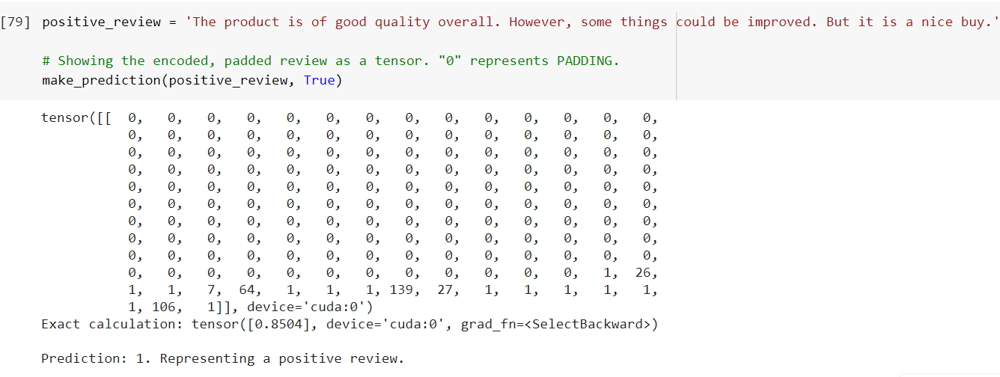 [79] positive_review = 'The product is of good quality overall. However, some things could be improved. But it is a nice buy.'
# Showing the encoded, padded review as a tensor. "0" represents PADDING.
make_prediction(positive_review, True)
tensor([[ 0, 0, 0, 0, 0, 0, 0, 0, 0, 0, 0, 0, 0, 0,
0, 0, 0, 0, 0, 0, 0, 0, 0, 0, 0, 0, 0, 0,
0, 0, 0, 0, 0, 0, 0, 0, 0, 0, 0, 0, 0, 0,
0, 0, 0, 0, 0, 0, 0, 0, 0, 0, 0, 0, 0, 0,
0, 0, 0, 0, 0, 0, 0, 0, 0, 0, 0, 0, 0, 0,
0, 0, 0, 0, 0, 0, 0, 0, 0, 0, 0, 0, 0, 0,
0, 0, 0, 0, 0, 0, 0, 0, 0, 0, 0, 0, 0, 0,
0, 0, 0, 0, 0, 0, 0, 0, 0, 0, 0, 0, 0, 0,
0, 0, 0, 0, 0, 0, 0, 0, 0, 0, 0, 0, 0, 0,
0, 0, 0, 0, 0, 0, 0, 0, 0, 0, 0, 0, 1, 26,
1, 1, 7, 64, 1, 1, 1, 139, 27, 1, 1, 1, 1, 1,
1, 106, 1]], device='cuda:0')
Exact calculation: tensor([0.8504], device='cuda:0', grad_fn=<SelectBackward>)
Prediction: 1. Representing a positive review.